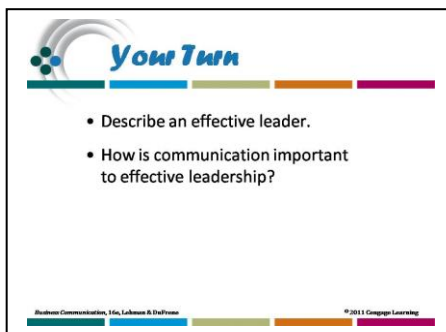 Your Turn
• Describe an effective leader.
• How is communication important
to effective leadership?
Business Communication, 16e, Lehman & DuFrene
©2011 Cengage Learning